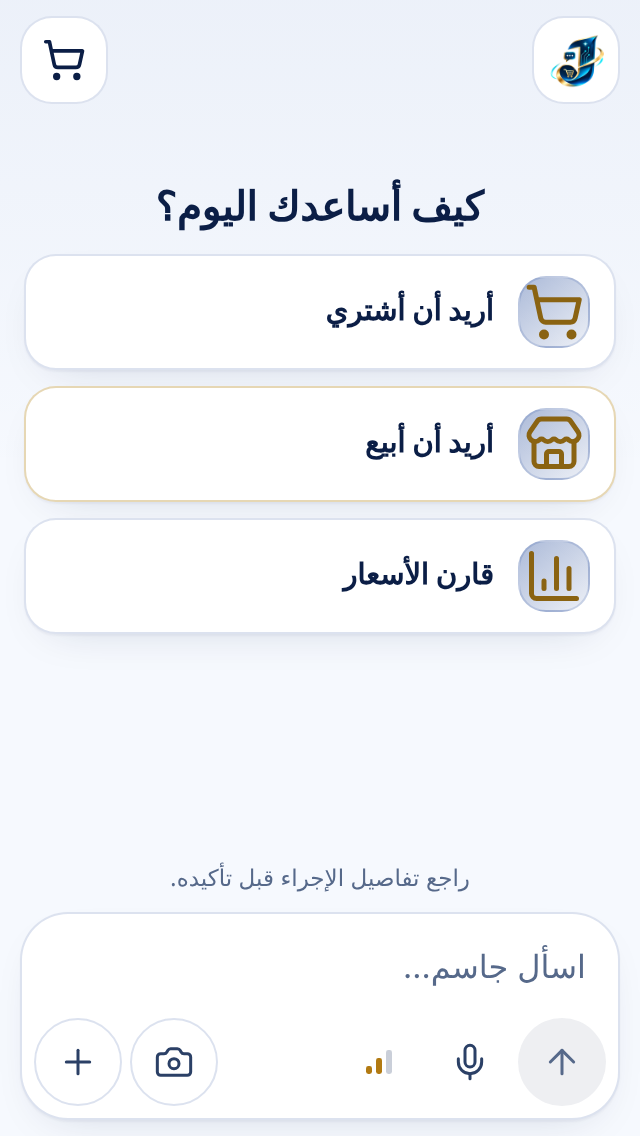 كيف أساعدك اليوم؟
أريد أن أشتري
أريد أن أبيع
قارن الأسعار
راجع تفاصيل الإجراء قبل تأكيده.
اسأل جاسم...